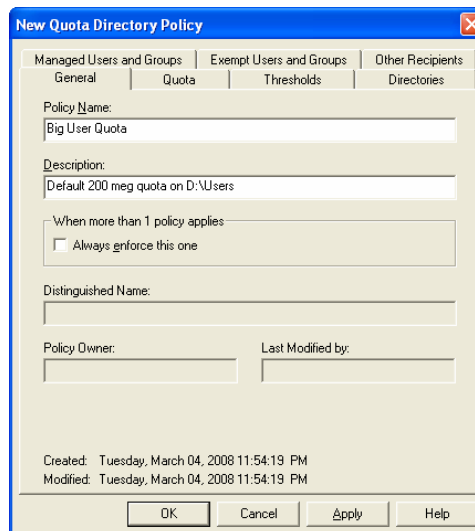 New Quota Directory Policy
Managed Users and Groups Exempt Users and Groups Other Recipients
General Quota Thresholds Directories
Policy Name:
Big User Quota
Description:
Default 200 meg quota on D:\Users
When more than 1 policy applies
Always enforce this one
Distinguished Name:
Policy Owner: Last Modified by:
Created: Tuesday, March 04, 2008 11:54:19 PM
Modified: Tuesday, March 04, 2008 11:54:19 PM
OK Cancel Apply Help